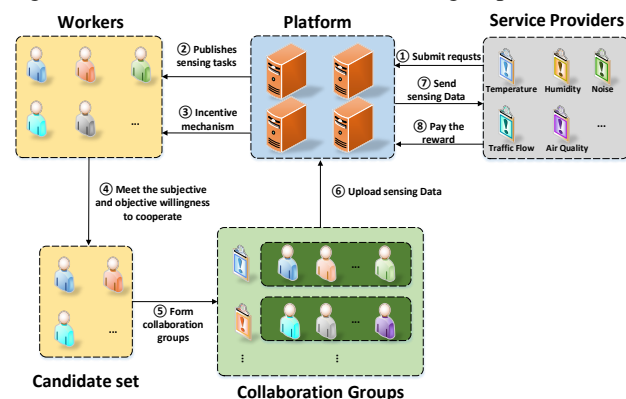 Workers
Platform
Service Providers
② Publishes
sensing tasks
① Submit requsts
Temperature
Humidity
Noise
⑦ Send
sensing Data
③ Incentive
mechanism
...
⑧ Pay the
reward
...
Traffic Flow
Air Quality
④ Meet the subjective
and objective willingness
to cooperate
⑥ Upload sensing Data
...
⑤ Form
collaboration
groups
...
...
Candidate set
Collaboration Groups